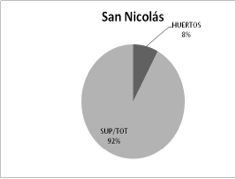 San Nicolás
HUERTOS
8%
SUP/TOT
92%